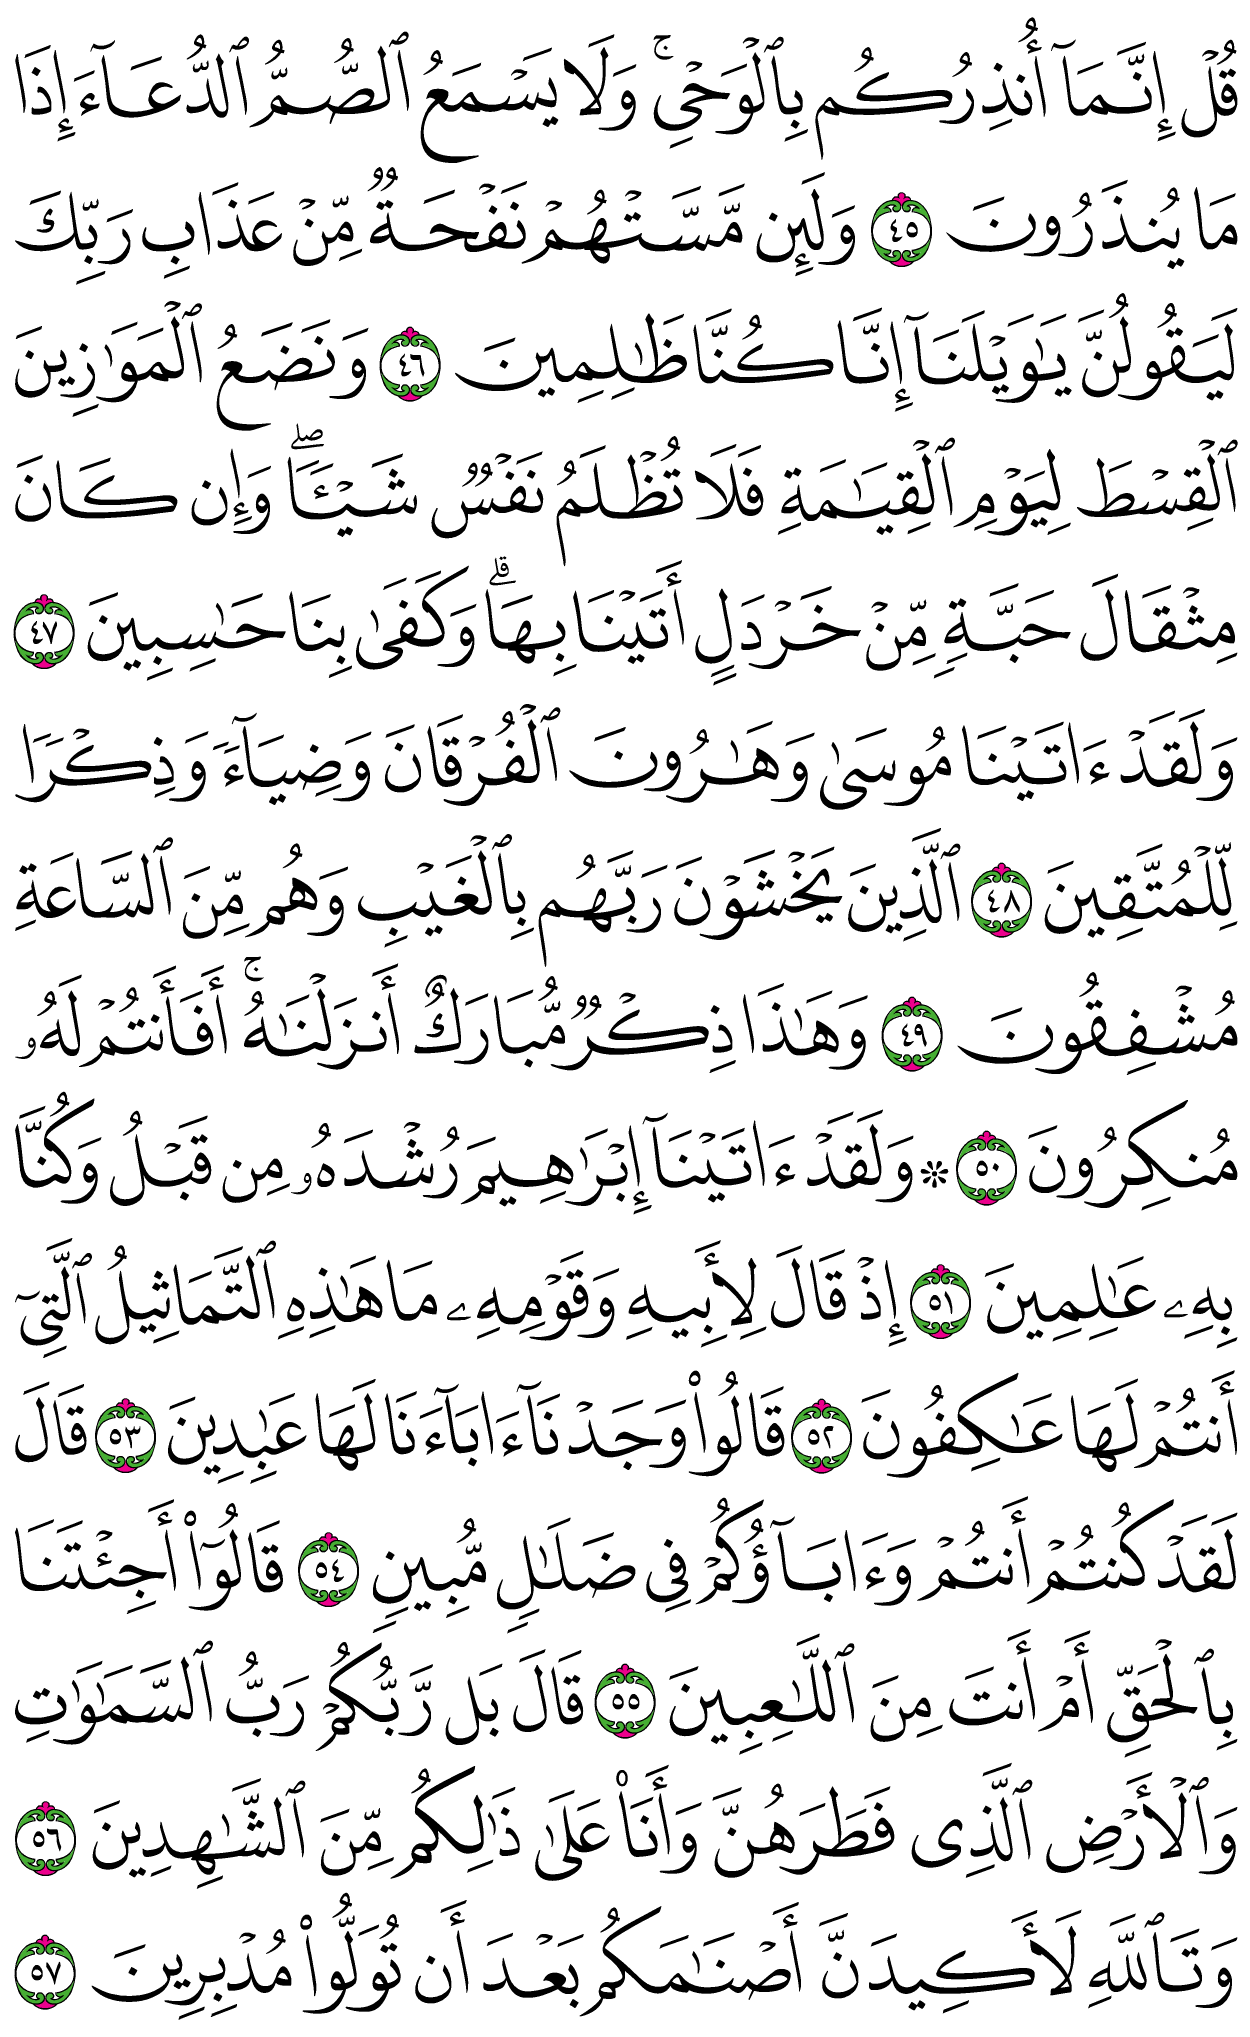 قُلۡ إِنَّمَآ أُنذِرُكُم بِٱلۡوَحۡيِۚ وَلَا يَسۡمَعُ ٱلصُّمُّ ٱلدُّعَآءَ إِذَا
مَا يُنذَرُونَ ٤٥ وَلَئِن مَّسَّتۡهُمۡ نَفۡحَةٞ مِّنۡ عَذَابِ رَبِّكَ
لَيَقُولُنَّ يَٰوَيۡلَنَآ إِنَّا كُنَّا ظَٰلِمِينَ ٤٦ وَنَضَعُ ٱلۡمَوَٰزِينَ
ٱلۡقِسۡطَ لِيَوۡمِ ٱلۡقِيَٰمَةِ فَلَا تُظۡلَمُ نَفۡسٞ شَيۡـٔٗاۖ وَإِن كَانَ
مِثۡقَالَ حَبَّةٖ مِّنۡ خَرۡدَلٍ أَتَيۡنَا بِهَاۗ وَكَفَىٰ بِنَا حَٰسِبِينَ ٤٧
وَلَقَدۡ ءَاتَيۡنَا مُوسَىٰ وَهَٰرُونَ ٱلۡفُرۡقَانَ وَضِيَآءٗ وَذِكۡرٗا
لِّلۡمُتَّقِينَ ٤٨ ٱلَّذِينَ يَخۡشَوۡنَ رَبَّهُم بِٱلۡغَيۡبِ وَهُم مِّنَ ٱلسَّاعَةِ
مُشۡفِقُونَ ٤٩ وَهَٰذَا ذِكۡرٞ مُّبَارَكٌ أَنزَلۡنَٰهُۚ أَفَأَنتُمۡ لَهُۥ
مُنكِرُونَ ٥٠ ۞ وَلَقَدۡ ءَاتَيۡنَآ إِبۡرَٰهِيمَ رُشۡدَهُۥ مِن قَبۡلُ وَكُنَّا
بِهِۦ عَٰلِمِينَ ٥١ إِذۡ قَالَ لِأَبِيهِ وَقَوۡمِهِۦ مَا هَٰذِهِ ٱلتَّمَاثِيلُ ٱلَّتِيٓ
أَنتُمۡ لَهَا عَٰكِفُونَ ٥٢ قَالُواْ وَجَدۡنَآ ءَابَآءَنَا لَهَا عَٰبِدِينَ ٥٣ قَالَ
لَقَدۡ كُنتُمۡ أَنتُمۡ وَءَابَآؤُكُمۡ فِي ضَلَٰلٖ مُّبِينٖ ٥٤ قَالُوٓاْ أَجِئۡتَنَا
بِٱلۡحَقِّ أَمۡ أَنتَ مِنَ ٱللَّٰعِبِينَ ٥٥ قَالَ بَل رَّبُّكُمۡ رَبُّ ٱلسَّمَٰوَٰتِ
وَٱلۡأَرۡضِ ٱلَّذِي فَطَرَهُنَّ وَأَنَا۠ عَلَىٰ ذَٰلِكُم مِّنَ ٱلشَّٰهِدِينَ ٥٦
وَتَٱللَّهِ لَأَكِيدَنَّ أَصۡنَٰمَكُم بَعۡدَ أَن تُوَلُّواْ مُدۡبِرِينَ ٥٧